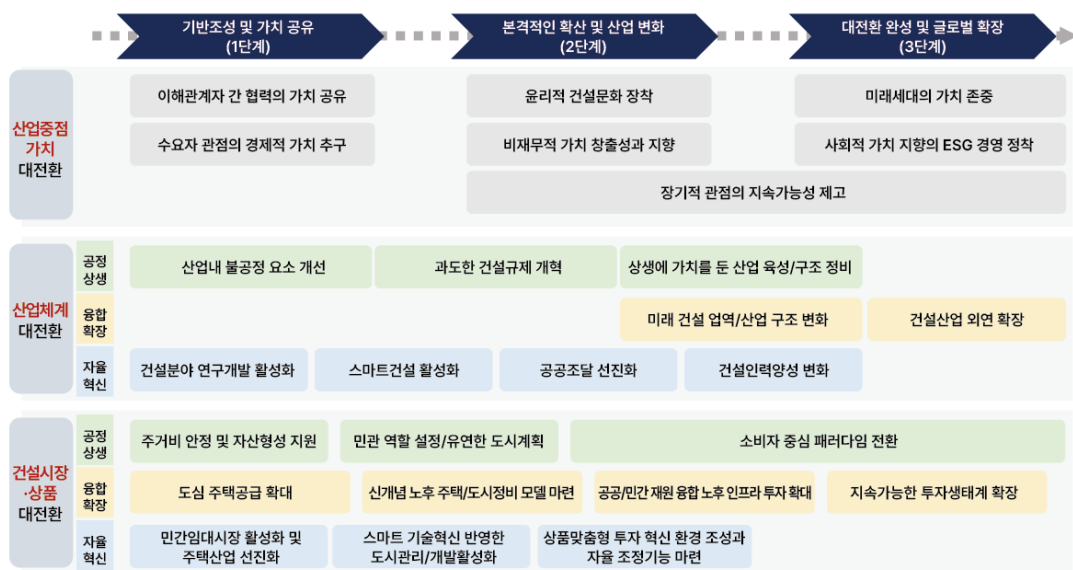 기반조성 및 가치 공유
(1단계)
본격적인 확산 및 산업 변화
(2단계)
대전환 완성 및 글로벌 확장
(3단계)
산업중점
가치
대전환
이해관계자 간 협력의 가치 공유
윤리적 건설문화 장착
미래세대의 가치 존중
수요자 관점의 경제적 가치 추구
비재무적 가치 창출성과 지향
사회적 가치 지향의 ESG 경영 정착
장기적 관점의 지속가능성 제고
산업체계
대전환
공정
상생
산업내 불공정 요소 개선
과도한 건설규제 개혁
상생에 가치를 둔 산업 육성/구조 정비
융합
확장
미래 건설 업역/산업 구조 변화
건설산업 외연 확장
자율
혁신
건설분야 연구개발 활성화
스마트건설 활성화
공공조달 선진화
건설인력양성 변화
건설시장
·상품
대전환
공정
상생
주거비 안정 및 자산형성 지원
민관 역할 설정/유연한 도시계획
소비자 중심 패러다임 전환
융합
확장
도심 주택공급 확대
신개념 노후 주택/도시정비 모델 마련
공공/민간 재원 융합 노후 인프라 투자 확대
지속가능한 투자생태계 확장
자율
혁신
민간임대시장 활성화 및
주택산업 선진화
스마트 기술혁신 반영한
도시관리/개발활성화
상품맞춤형 투자 혁신 환경 조성과
자율 조정기능 마련